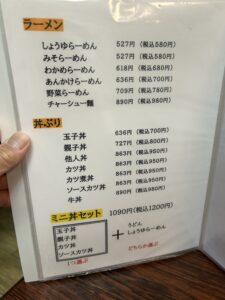 ラーメン
しょうゆらーめん 527円 (税込580円)
みそらーめん 527円 (税込580円)
わかめらーめん 618円 (税込680円)
あんかけらーめん 636円 (税込700円)
野菜らーめん 709円 (税込780円)
チャーシュー麺 890円 (税込980円)
丼ぶり
玉子丼 636円 (税込700円)
親子丼 727円 (税込800円)
他人丼 863円 (税込950円)
カツ丼 863円 (税込950円)
カツ煮丼 863円 (税込950円)
ソースカツ丼 863円 (税込950円)
牛丼 890円 (税込980円)
ミニ丼セット 1090円 (税込1200円)
玉子丼
親子丼
カツ丼
ソースカツ丼
1つ選ぶ
+
うどん
しょうゆらーめん
どちらか選ぶ